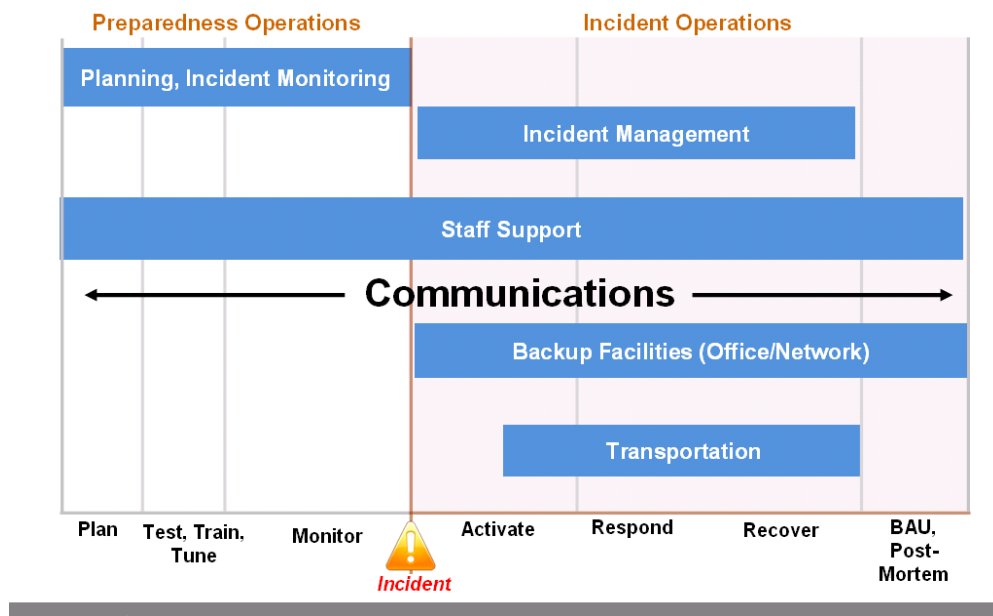 Preparedness Operations
Incident Operations
Planning, Incident Monitoring
Incident Management
Staff Support
Communications
Backup Facilities (Office/Network)
Transportation
Plan
Test, Train,
Tune
Monitor
Incident
Activate
Respond
Recover
BAU,
Post-
Mortem